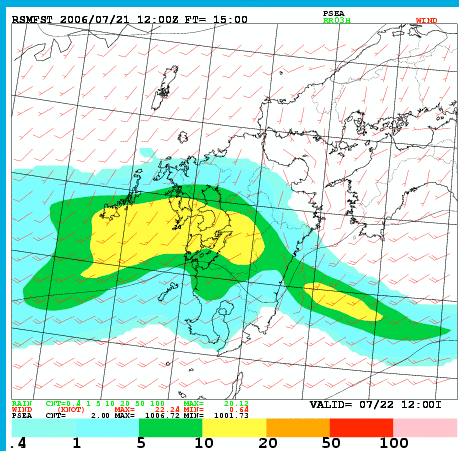 RSMFST 2006/07/21 12:00Z FT= 15:00
PSEA
RR03H WIND
RAIN CNT=0.4 1 5 10 20 50 100 MAX= 20.12
WIND (KNOT) MAX= 22.24 MIN= 0.64
PSEA CNT= 2.00 MAX= 1006.72 MIN= 1001.73
VALID= 07/22 12:00I
.4 1 5 10 20 50 100